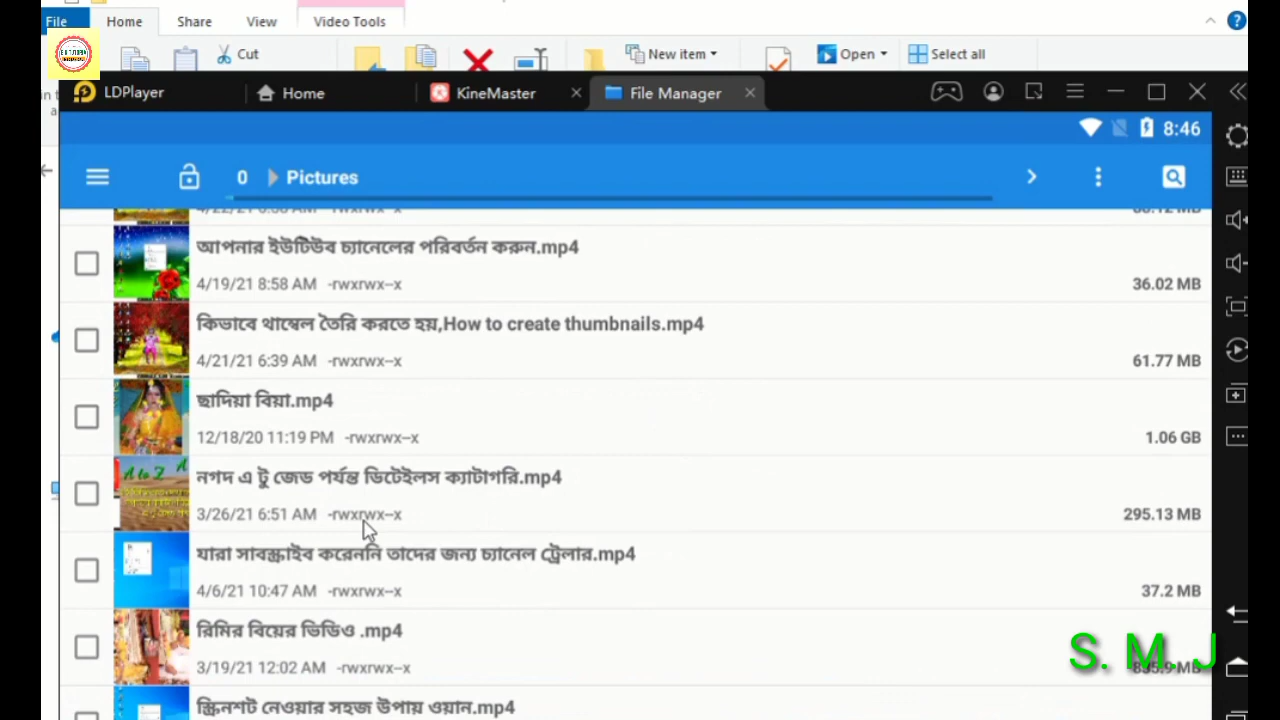 File Home Share View Video Tools
Cut New item Open Select all
LDPlayer Home KineMaster File Manager
8:46
0 Pictures
আপনার ইউটিউব চ্যানেলের পরিবর্তন করুন.mp4
4/19/21 8:58 AM -rwxrwx--x 36.02 MB
কিভাবে থাম্বেল তৈরি করতে হয়,How to create thumbnails.mp4
4/21/21 6:39 AM -rwxrwx--x 61.77 MB
ছাদিয়া বিয়া.mp4
12/18/20 11:19 PM -rwxrwx--x 1.06 GB
নগদ এ টু জেড পর্যন্ত ডিটেইলস ক্যাটাগরি.mp4
3/26/21 6:51 AM -rwxrwx--x 295.13 MB
যারা সাবস্ক্রাইব করেননি তাদের জন্য চ্যানেল ট্রেলার.mp4
4/6/21 10:47 AM -rwxrwx--x 37.2 MB
রিমির বিয়ের ভিডিও .mp4
3/19/21 12:02 AM -rwxrwx--x
S. M. J
স্ক্রিনশট নেওয়ার সহজ উপায় ওয়ান.mp4